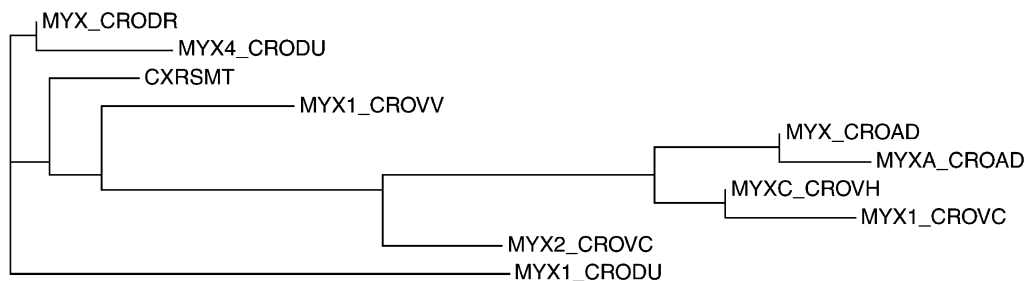 MYX_CRODR
MYX4_CRODU
CXRSMT
MYX1_CROVV
MYX_CROAD
MYXA_CROAD
MYXC_CROVH
MYX1_CROVC
MYX2_CROVC
MYX1_CRODU